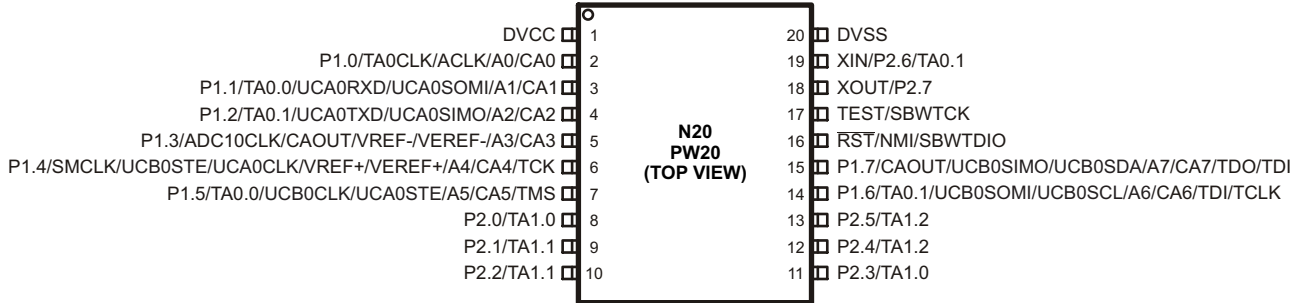 DVCC 1 20 DVSS
P1.0/TA0CLK/ACLK/A0/CA0 2 19 XIN/P2.6/TA0.1
P1.1/TA0.0/UCA0RXD/UCA0SOMI/A1/CA1 3 18 XOUT/P2.7
P1.2/TA0.1/UCA0TXD/UCA0SIMO/A2/CA2 4 17 TEST/SBWTCK
P1.3/ADC10CLK/CAOUT/VREF-/VEREF-/A3/CA3 5 N20 16 RST/NMI/SBWTDIO
PW20
P1.4/SMCLK/UCB0STE/UCA0CLK/VREF+/VEREF+/A4/CA4/TCK 6 (TOP VIEW) 15 P1.7/CAOUT/UCB0SIMO/UCB0SDA/A7/CA7/TDO/TDI
P1.5/TA0.0/UCB0CLK/UCA0STE/A5/CA5/TMS 7 14 P1.6/TA0.1/UCB0SOMI/UCB0SCL/A6/CA6/TDI/TCLK
P2.0/TA1.0 8 13 P2.5/TA1.2
P2.1/TA1.1 9 12 P2.4/TA1.2
P2.2/TA1.1 10 11 P2.3/TA1.0